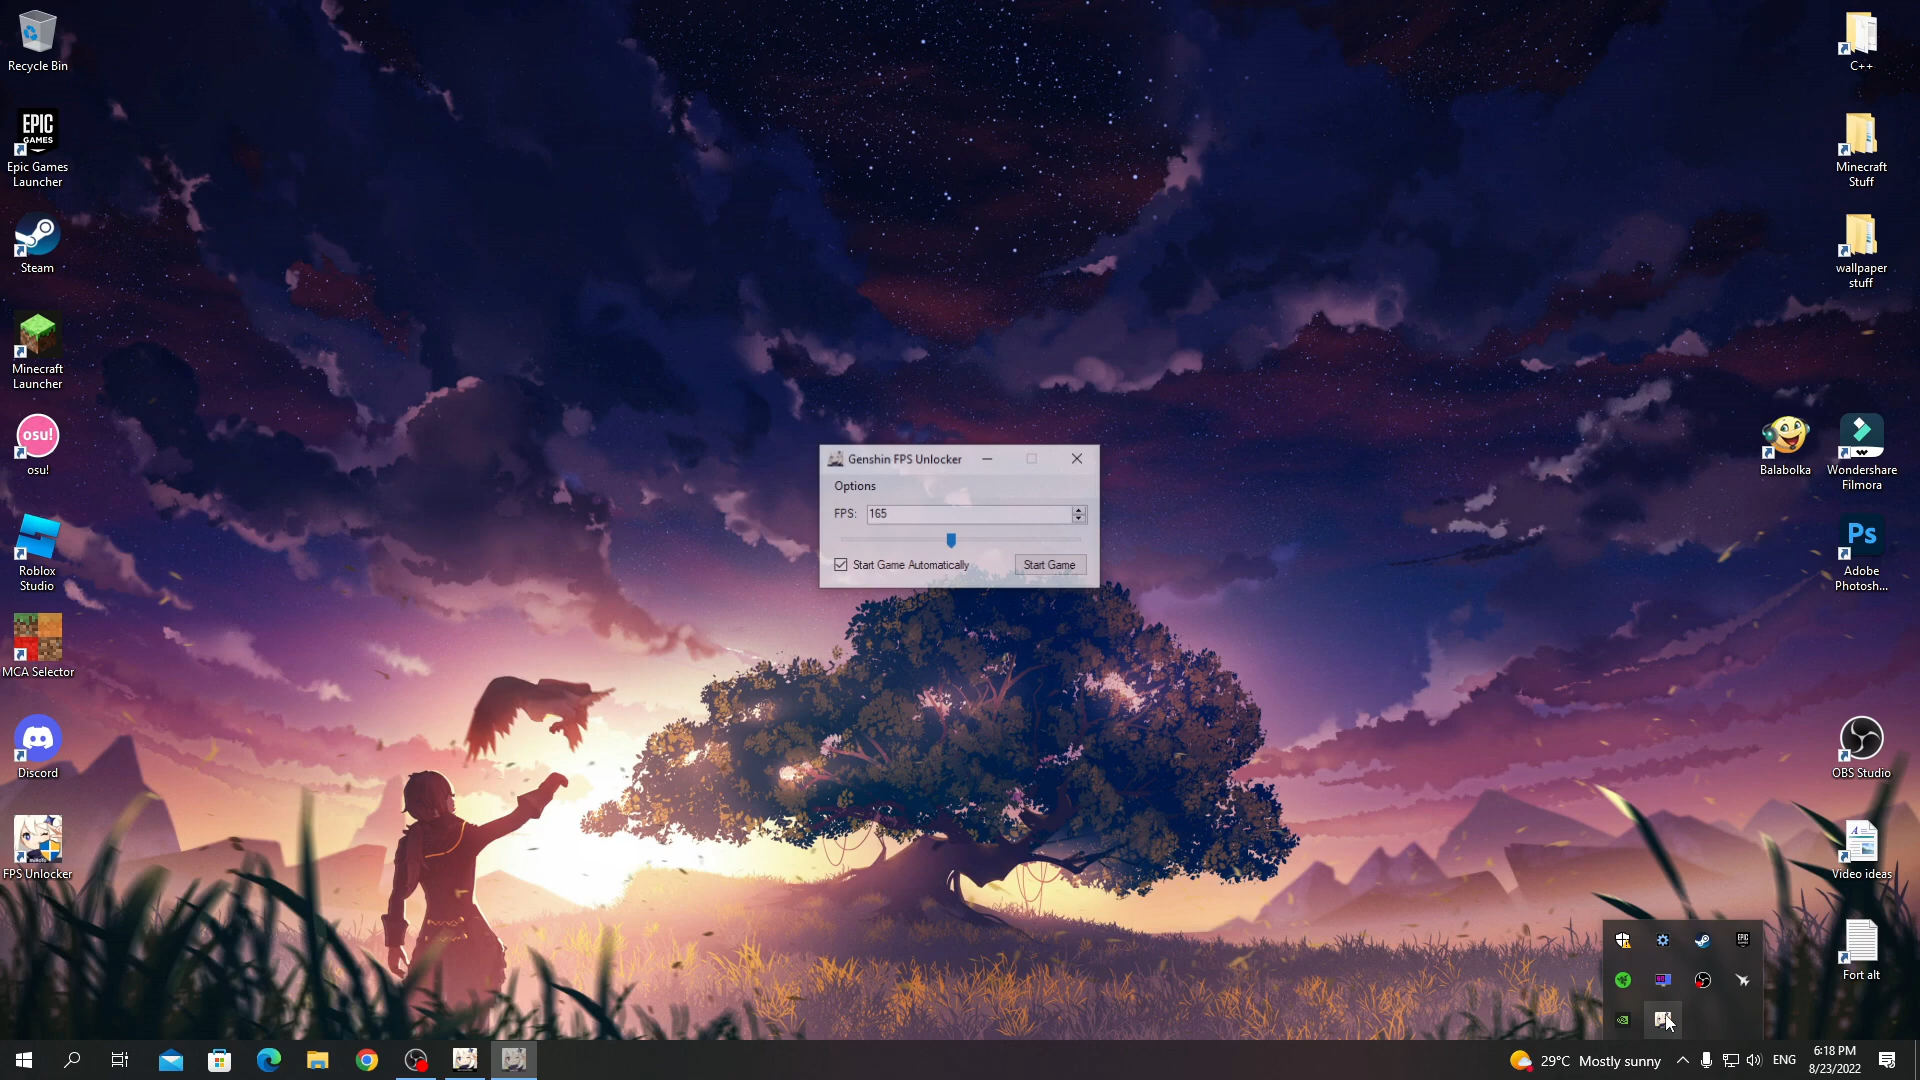 Recycle Bin
EPIC
GAMES
Epic Games
Launcher
Steam
Minecraft
Launcher
osu!
osu!
Roblox
Studio
MCA Selector
Discord
FPS Unlocker
Genshin FPS Unlocker
Options
FPS: 165
Start Game Automatically
Start Game
C++
Minecraft
Stuff
wallpaper
stuff
Balabolka
Wondershare
Filmora
Ps
Adobe
Photosh...
OBS Studio
Video ideas
Fort alt
29°C Mostly sunny
ENG
6:18 PM
8/23/2022